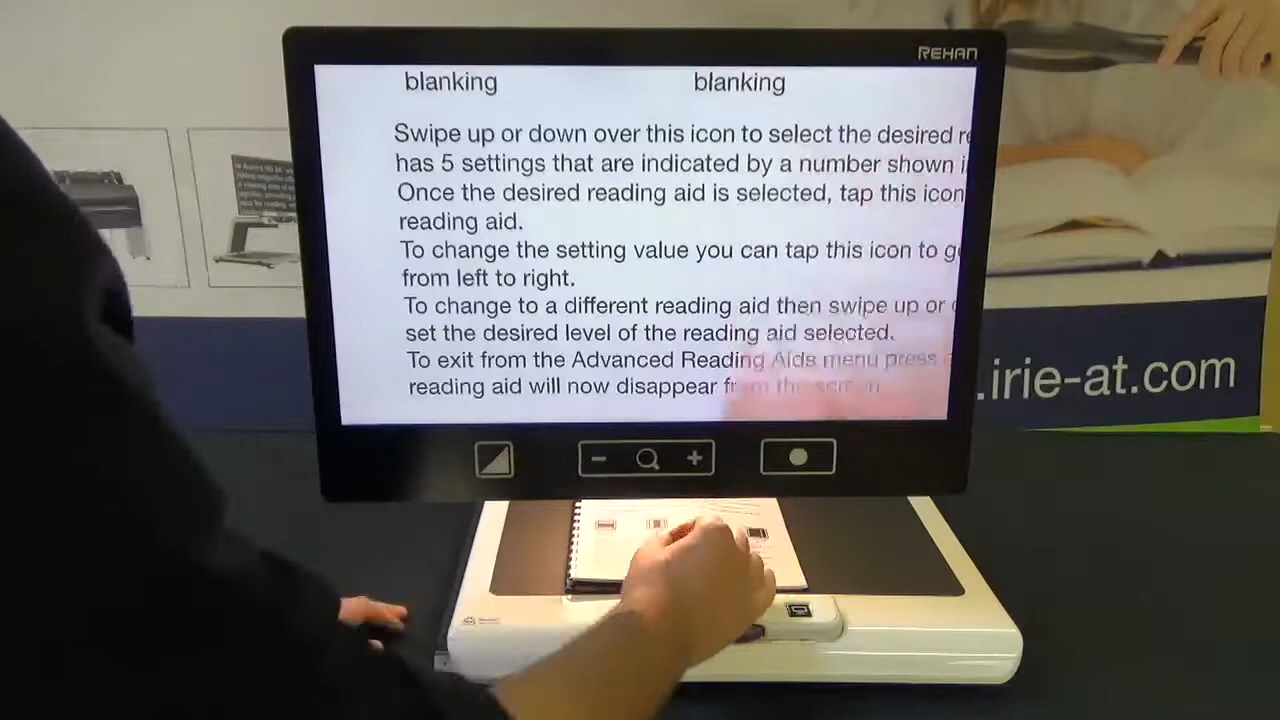 REHAN
blanking blanking
Swipe up or down over this icon to select the desired
has 5 settings that are indicated by a number shown
Once the desired reading aid is selected, tap this icon
reading aid.
To change the setting value you can tap this icon to
from left to right.
To change to a different reading aid then swipe up or
set the desired level of the reading aid selected.
To exit from the Advanced Reading Aids menu press
reading aid will now disappear from the screen
.irie-at.com